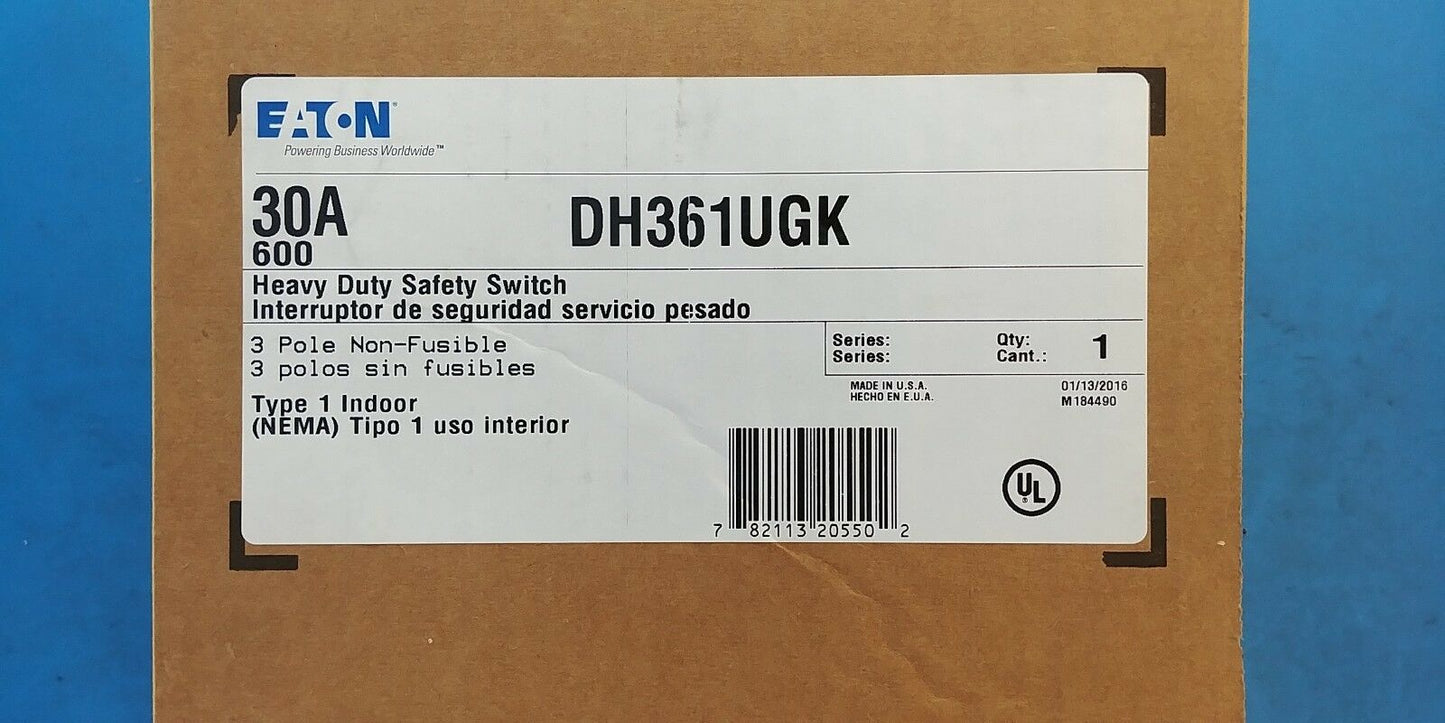 EATON®
Powering Business Worldwide™
30A
600
DH361UGK
Heavy Duty Safety Switch
Interruptor de seguridad servicio pesado
3 Pole Non-Fusible
3 polos sin fusibles
Series:
Series:
Qty:
Cant.:
1
MADE IN U.S.A.
HECHO EN E.U.A.
01/13/2016
M184490
Type 1 Indoor
(NEMA) Tipo 1 uso interior
7 82113 20550 2
UL®